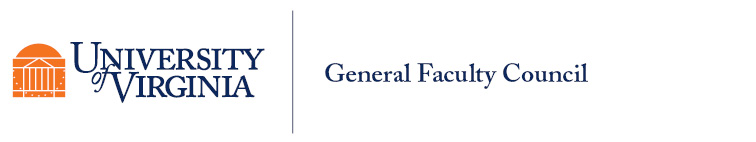 UNIVERSITY
of VIRGINIA
General Faculty Council